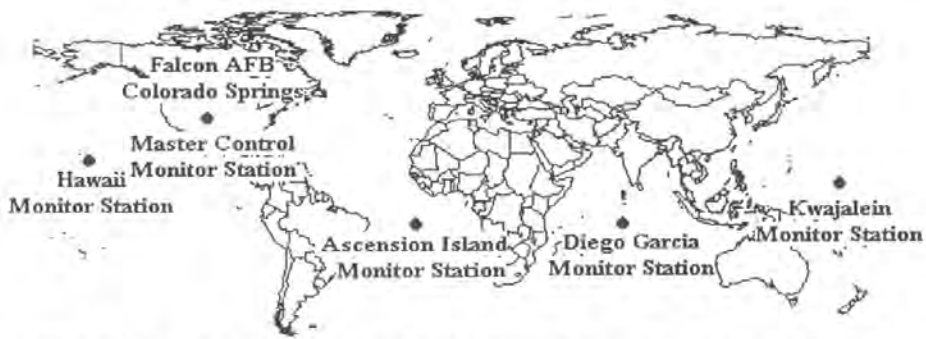 Falcon AFB
Colorado Springs
Master Control
Monitor Station
Hawaii
Monitor Station
Ascension Island
Monitor Station
Diego Garcia
Monitor Station
Kwajalein
Monitor Station